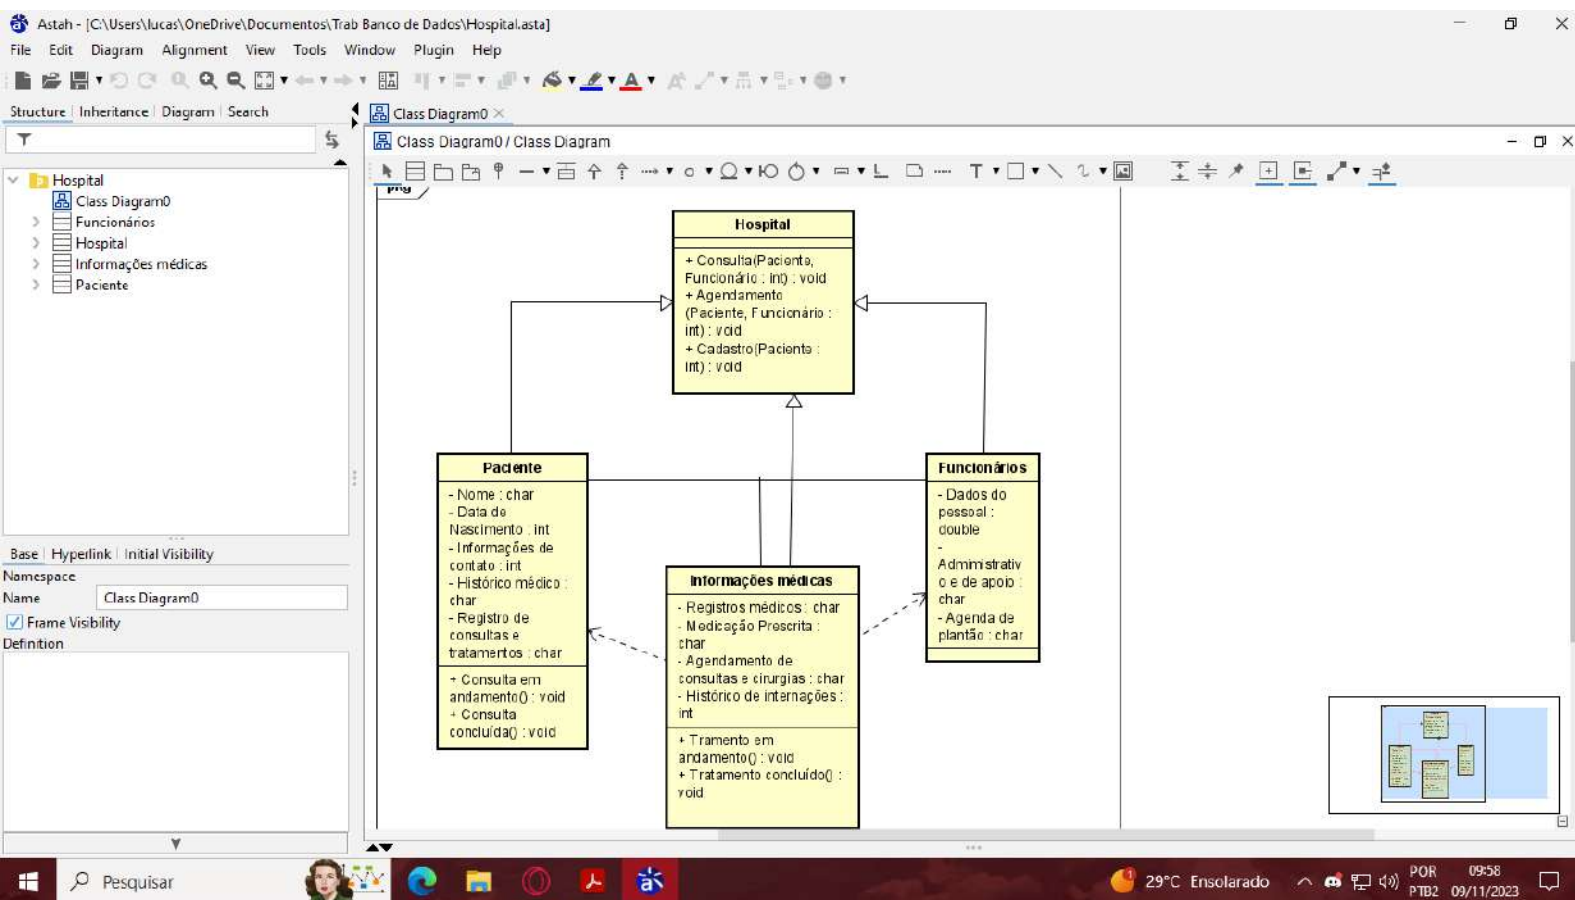 Astah - [C:\Users\lucas\OneDrive\Documentos\Trab Banco de Dados\Hospital.asta]
File Edit Diagram Alignment View Tools Window Plugin Help
Structure Inheritance Diagram Search
Class Diagram0
Class Diagram0 / Class Diagram
Hospital
Class Diagram0
Funcionários
Hospital
Informações médicas
Paciente
Base Hyperlink Initial Visibility
Namespace
Name Class Diagram0
Frame Visibility
Definition
png
Hospital
+ Consulta(Paciente,
Funcionário : int) : void
+ Agendamento
(Paciente, Funcionário :
int) : void
+ Cadastro(Paciente :
int) : void
Paciente
- Nome : char
- Data de
Nascimento : int
- Informações de
contato : int
- Histórico médico :
char
- Registro de
consultas e
tratamentos : char
+ Consulta em
andamento() : void
+ Consulta
concluída() : void
Informações médicas
- Registros médicos : char
- Medicação Prescrita :
char
- Agendamento de
consultas e cirurgias : char
- Histórico de internações :
int
+ Tramento em
andamento() : void
+ Tratamento concluído() :
void
Funcionários
- Dados do
pessoal :
double
-
Administrativ
o e de apoio :
char
- Agenda de
plantão : char
Pesquisar
1
29°C Ensolarado
POR
PTB2
09:58
09/11/2023